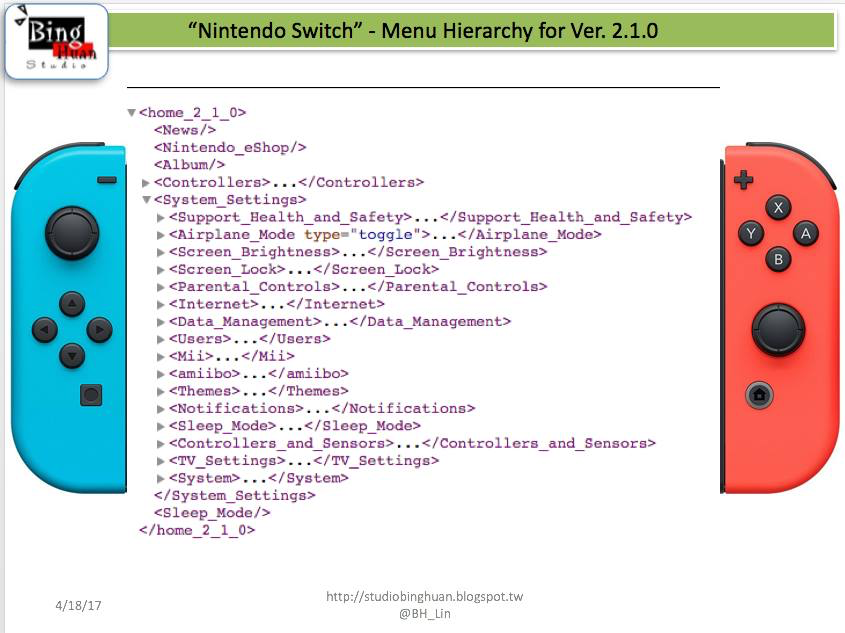 Bing
Huan
Studio
“Nintendo Switch” - Menu Hierarchy for Ver. 2.1.0
▼<home_2_1_0>
<News/>
<Nintendo_eShop/>
<Album/>
▶<Controllers>...</Controllers>
▼<System_Settings>
▶<Support_Health_and_Safety>...</Support_Health_and_Safety>
▶<Airplane_Mode type="toggle">...</Airplane_Mode>
▶<Screen_Brightness>...</Screen_Brightness>
▶<Screen_Lock>...</Screen_Lock>
▶<Parental_Controls>...</Parental_Controls>
▶<Internet>...</Internet>
▶<Data_Management>...</Data_Management>
▶<Users>...</Users>
▶<Mii>...</Mii>
▶<amiibo>...</amiibo>
▶<Themes>...</Themes>
▶<Notifications>...</Notifications>
▶<Sleep_Mode>...</Sleep_Mode>
▶<Controllers_and_Sensors>...</Controllers_and_Sensors>
▶<TV_Settings>...</TV_Settings>
▶<System>...</System>
</System_Settings>
<Sleep_Mode/>
</home_2_1_0>
X
Y A
B
4/18/17
http://studiobinghuan.blogspot.tw
@BH_Lin